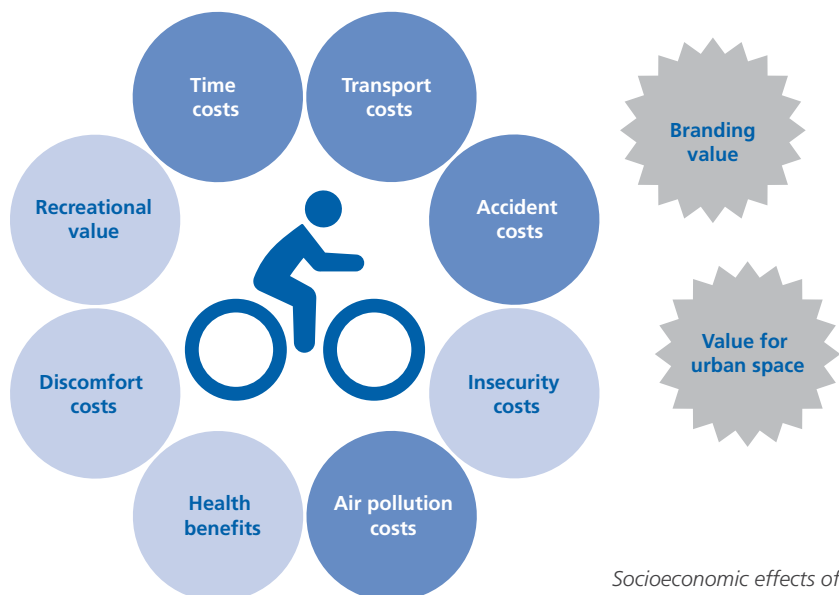 Time
costs
Transport
costs
Branding
value
Recreational
value
Accident
costs
Value for
urban space
Discomfort
costs
Insecurity
costs
Health
benefits
Air pollution
costs
Socioeconomic effects of